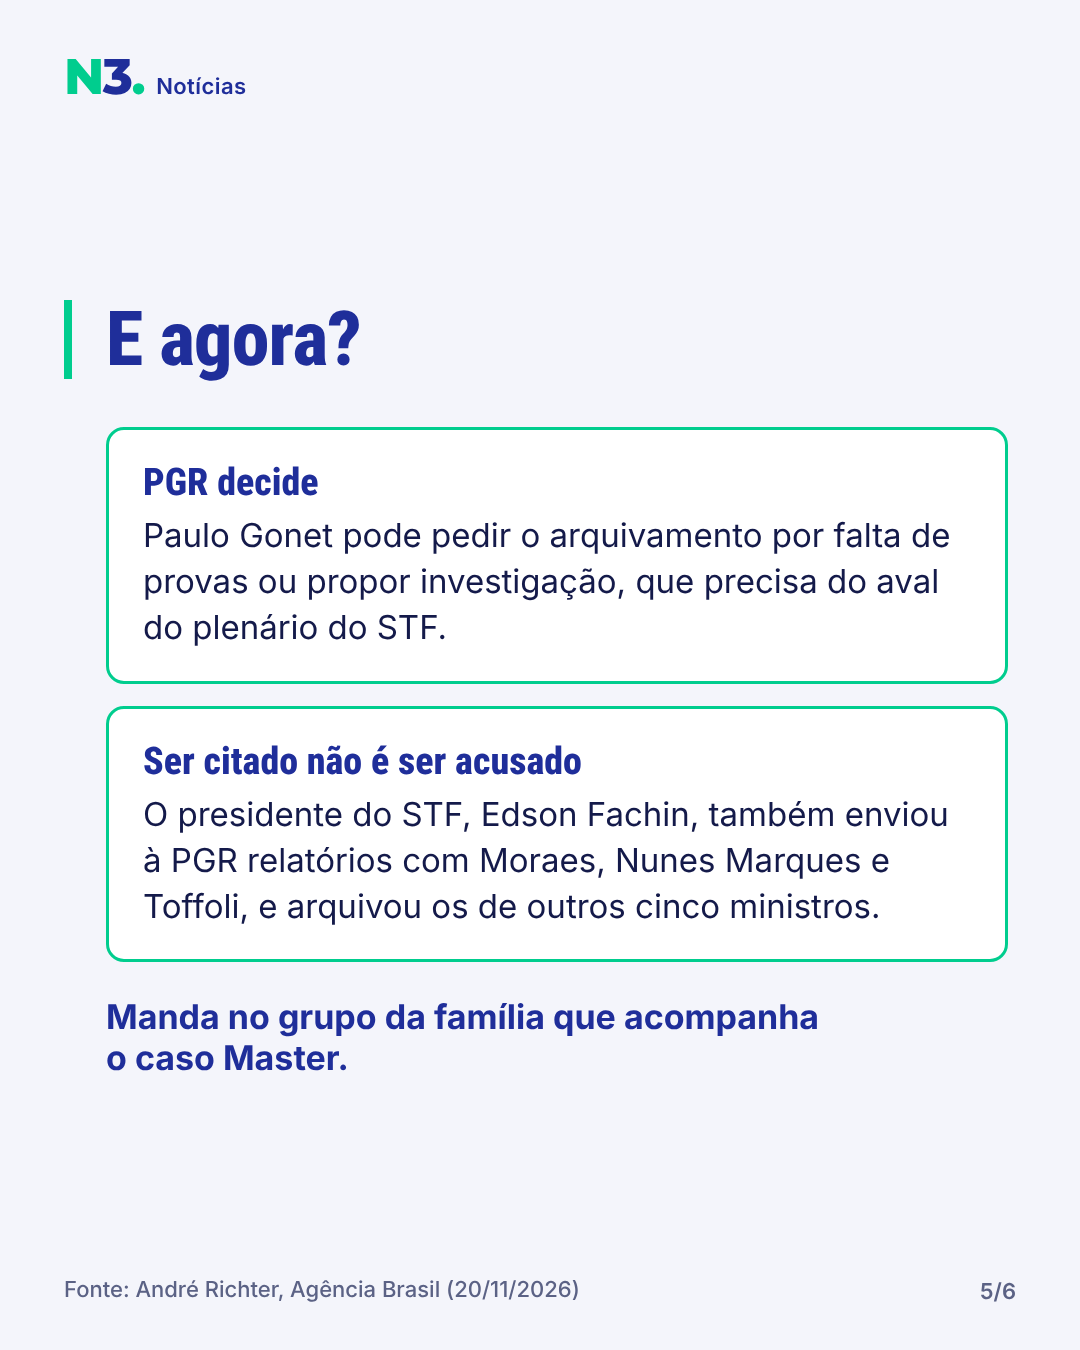 N3. Notícias
E agora?
PGR decide
Paulo Gonet pode pedir o arquivamento por falta de
provas ou propor investigação, que precisa do aval
do plenário do STF.
Ser citado não é ser acusado
O presidente do STF, Edson Fachin, também enviou
à PGR relatórios com Moraes, Nunes Marques e
Toffoli, e arquivou os de outros cinco ministros.
Manda no grupo da família que acompanha
o caso Master.
Fonte: André Richter, Agência Brasil (20/11/2026)
5/6